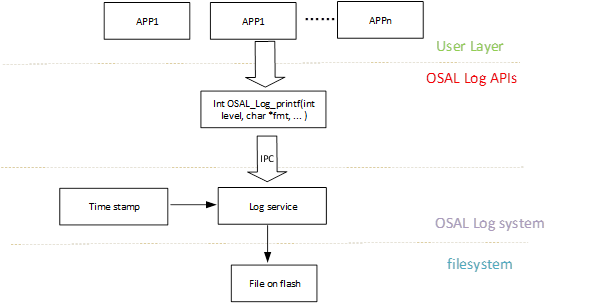 APP1
APP1
......
APPn
User Layer
OSAL Log APIs
Int OSAL_Log_printf(int
level, char *fmt, ... )
IPC
Time stamp
Log service
OSAL Log system
filesystem
File on flash